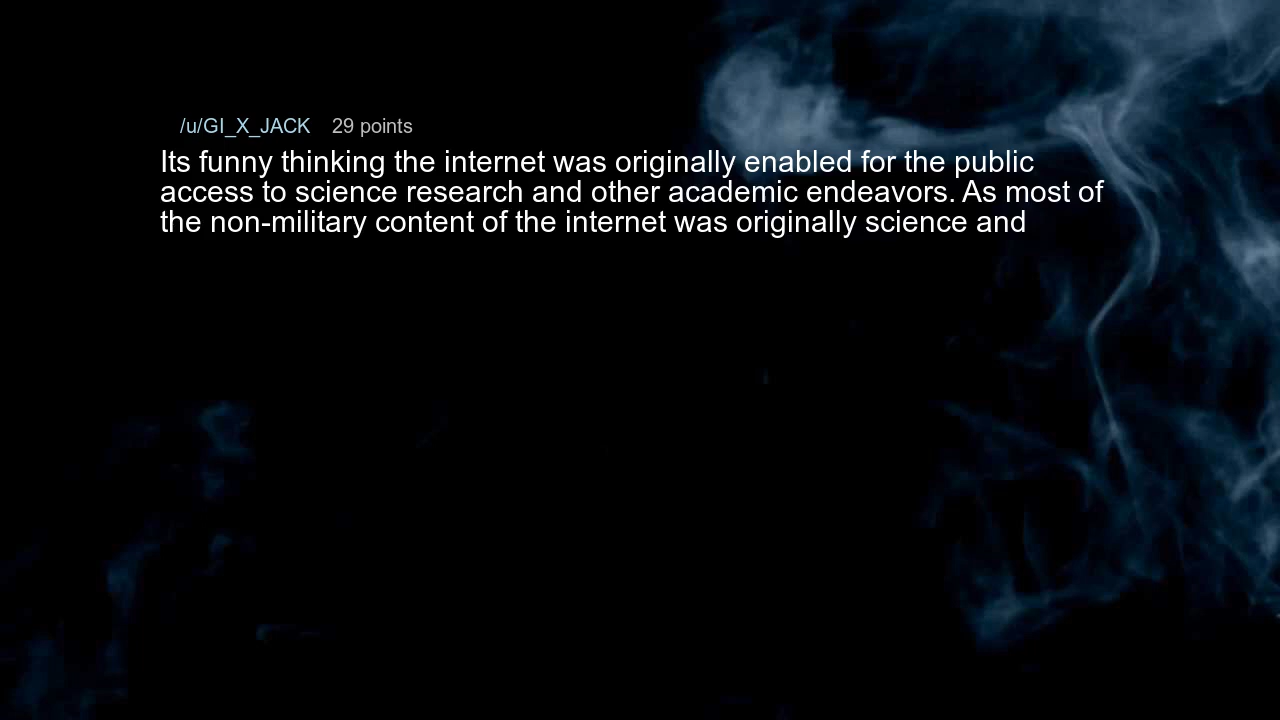 /u/GI_X_JACK 29 points
Its funny thinking the internet was originally enabled for the public
access to science research and other academic endeavors. As most of
the non-military content of the internet was originally science and